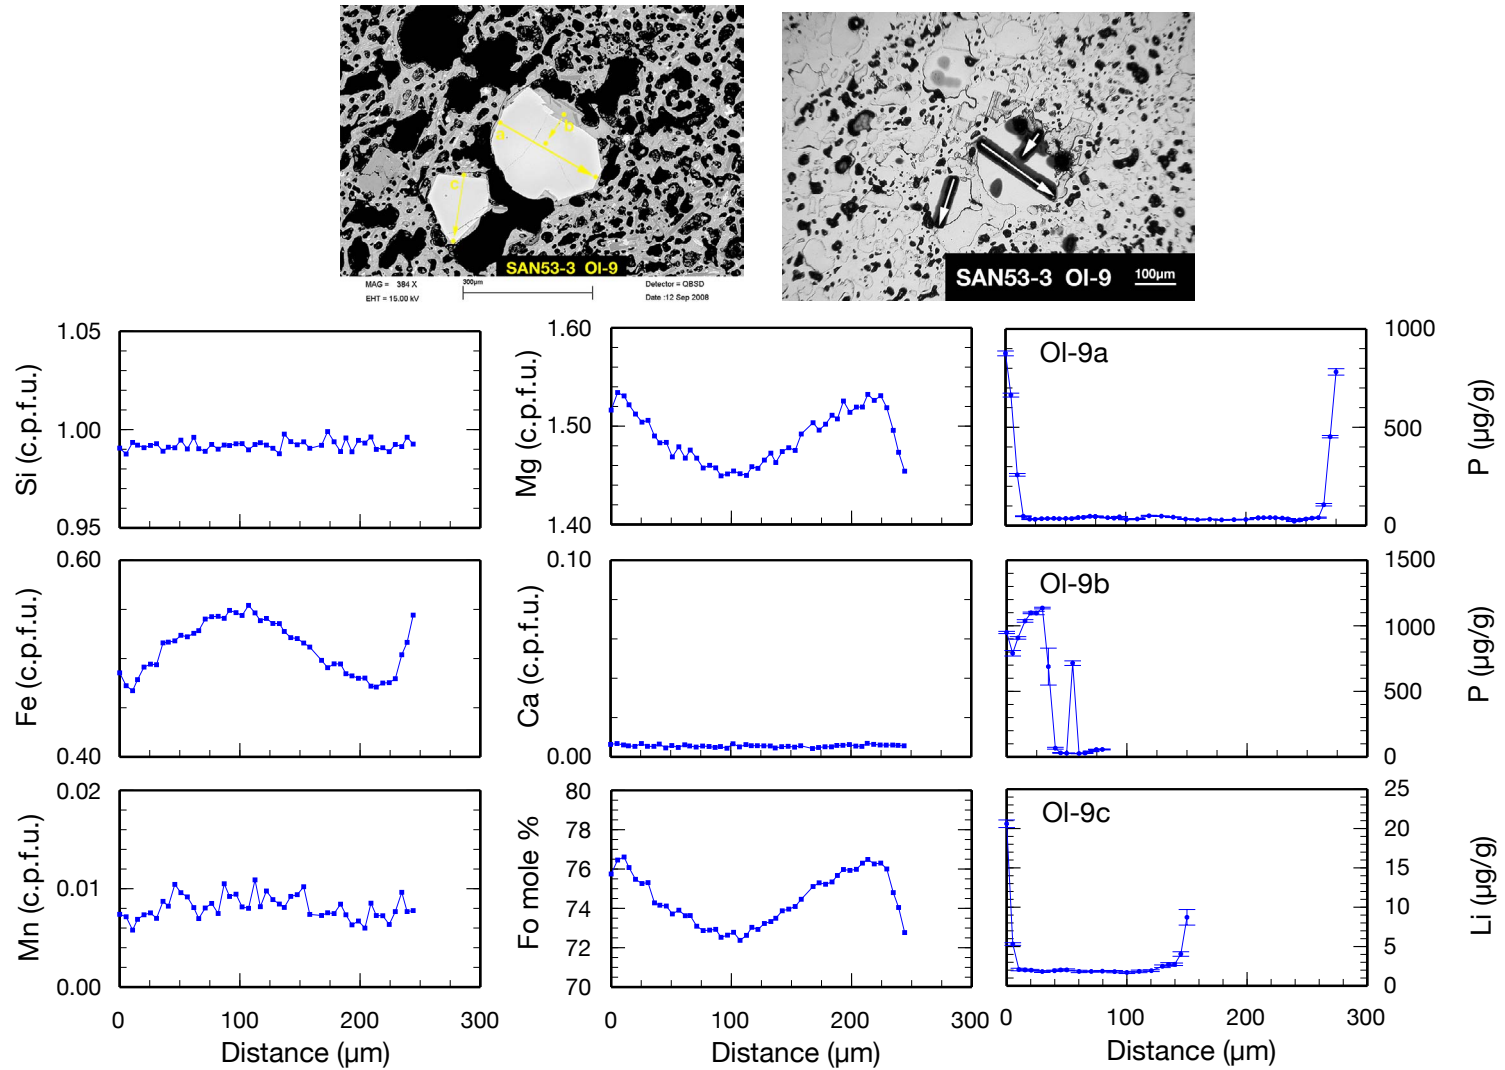 B
D
C
SAN53-3 Ol-9
MAG = 384 X
300µm
Detector = QBSD
EHT = 15.00 kV
Date :12 Sep 2008
SAN53-3 Ol-9
100µm
1.05
1.00
0.95
Si (c.p.f.u.)
1.60
1.50
1.40
Mg (c.p.f.u.)
Ol-9a
1000
500
0
P (µg/g)
0.60
0.40
Fe (c.p.f.u.)
0.10
0.00
Ca (c.p.f.u.)
Ol-9b
1500
1000
500
0
P (µg/g)
0.02
0.01
0.00
Mn (c.p.f.u.)
0 100 200
Distance (µm)
80
78
76
74
72
70
Fo mole %
0 100 200 300
Distance (µm)
Ol-9c
25
20
15
10
5
0
Li (µg/g)
0 100 200 300
Distance (µm)